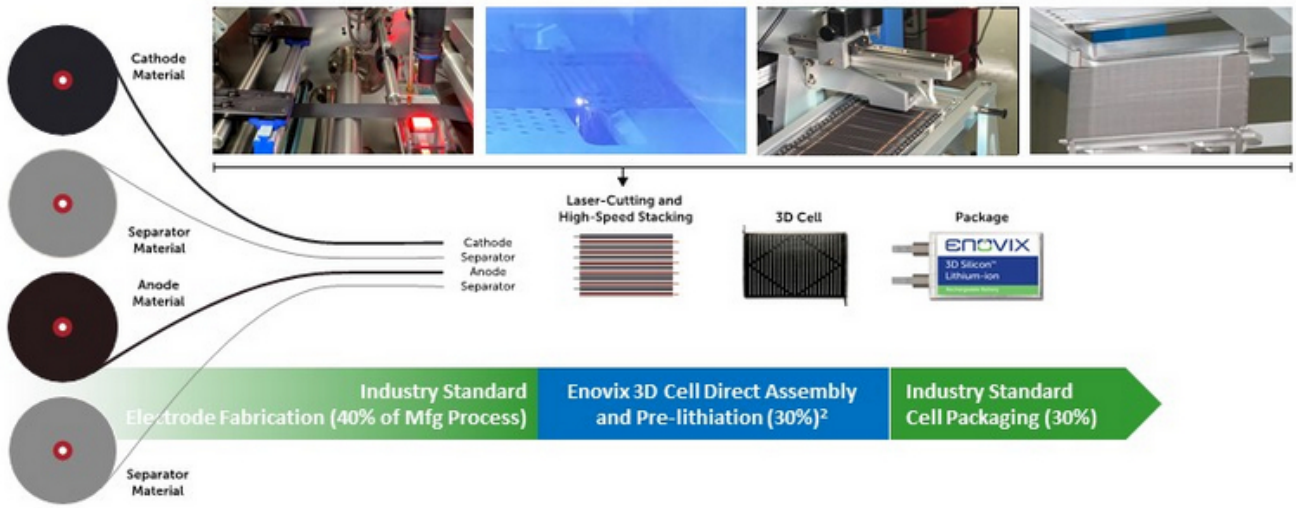 Cathode
Material
Separator
Material
Anode
Material
Separator
Material
Cathode
Separator
Anode
Separator
Laser-Cutting and
High-Speed Stacking
3D Cell
Package
ENOVIX
3D Silicon™
Lithium-ion
Rechargeable Battery
Industry Standard
Electrode Fabrication (40% of Mfg Process)
Enovix 3D Cell Direct Assembly
and Pre-lithiation (30%)²
Industry Standard
Cell Packaging (30%)